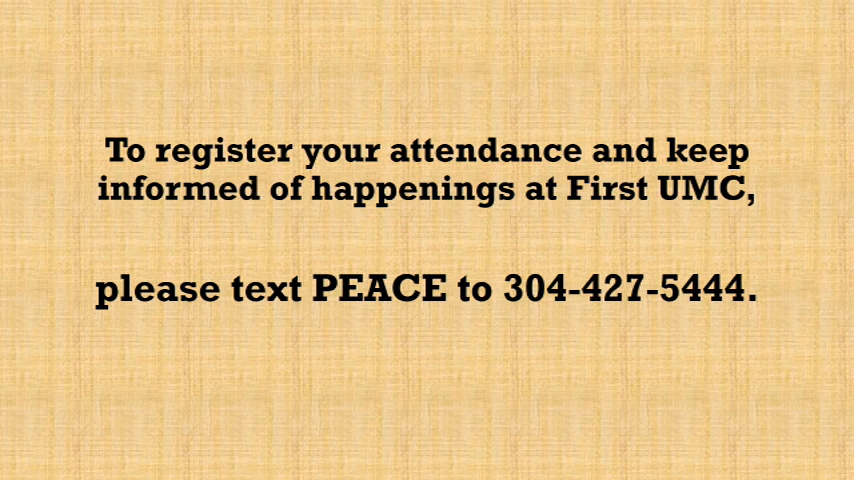 To register your attendance and keep
informed of happenings at First UMC,
please text PEACE to 304-427-5444.